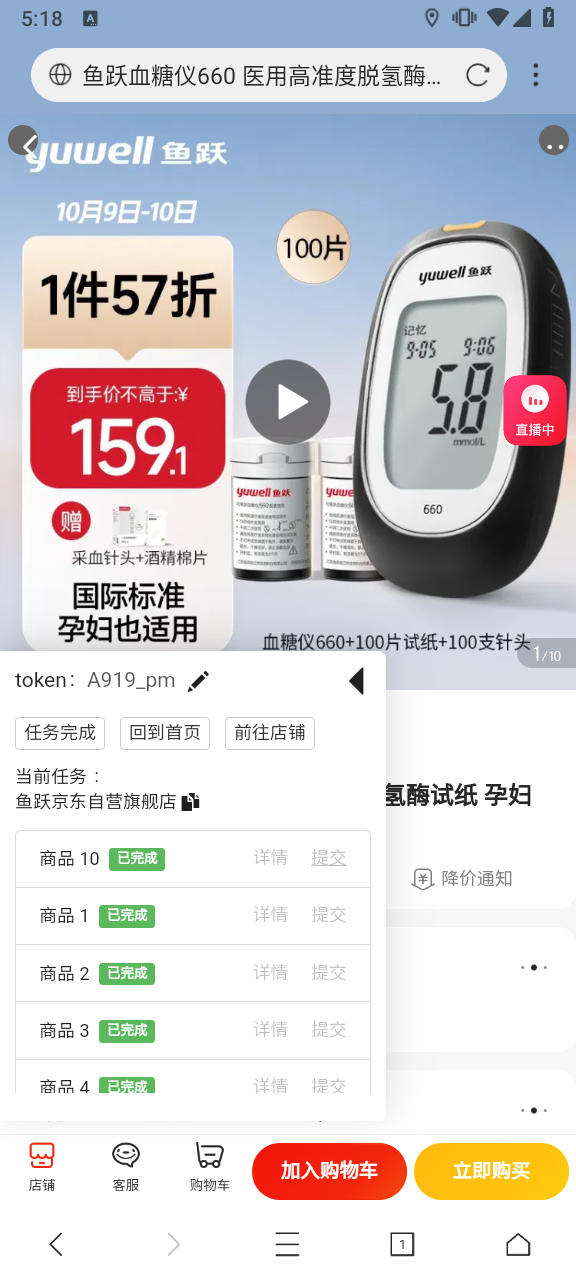 5:18
A
鱼跃血糖仪660 医用高准度脱氢酶...
yuwell 鱼跃
10月9日-10日
1件57折
到手价不高于:¥
159.1
赠
采血针头+酒精棉片
国际标准
孕妇也适用
100片
yuwell 鱼跃
记忆
9-05 9:06
5.8
mmol/L
660
yuwell 鱼跃
yuwell
直播中
血糖仪660+100片试纸+100支针头
1/10
token: A919_pm
任务完成 回到首页 前往店铺
当前任务：
鱼跃京东自营旗舰店
氢酶试纸 孕妇
商品 10 已完成 详情 提交
降价通知
商品 1 已完成 详情 提交
商品 2 已完成 详情 提交
商品 3 已完成 详情 提交
商品 4 已完成 详情 提交
店铺 客服 购物车 加入购物车 立即购买
1